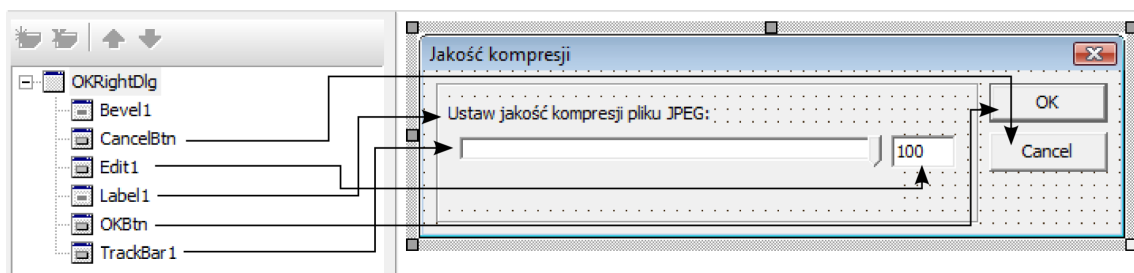 OKRightDlg
Bevel1
CancelBtn
Edit1
Label1
OKBtn
TrackBar1
Jakość kompresji
Ustaw jakość kompresji pliku JPEG:
100
OK
Cancel